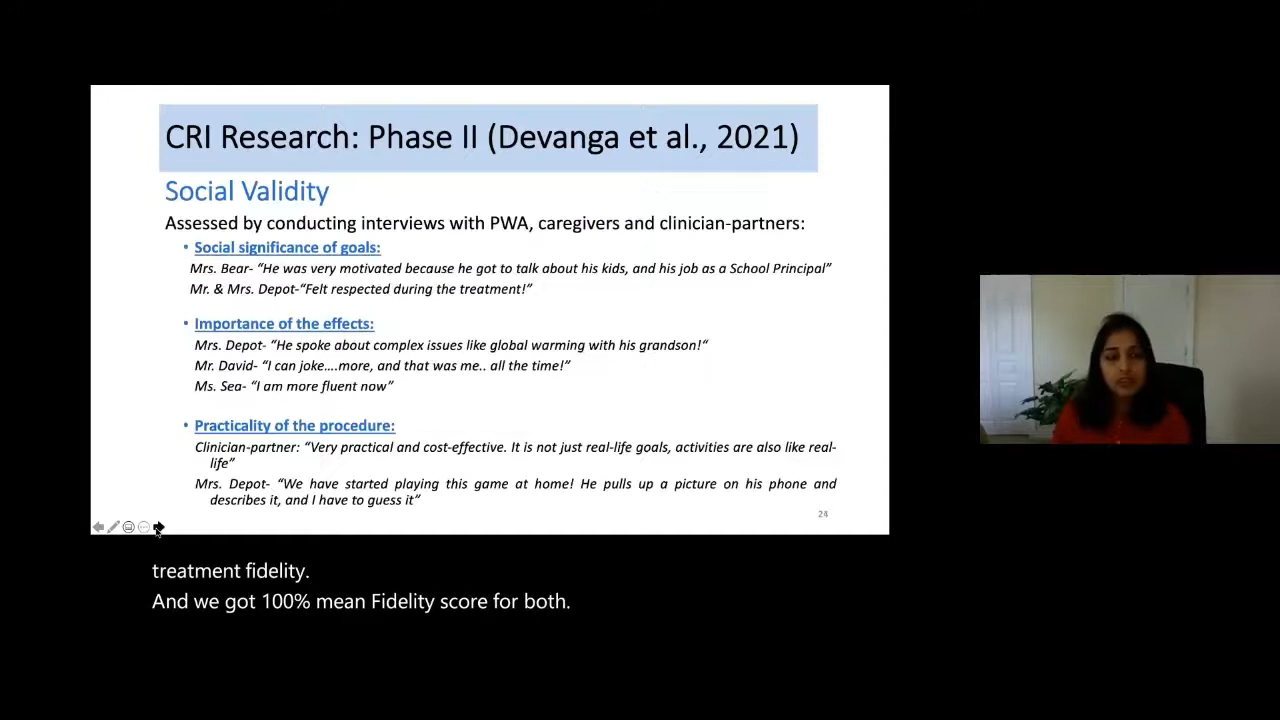 CRI Research: Phase II (Devanga et al., 2021)
Social Validity
Assessed by conducting interviews with PWA, caregivers and clinician-partners:
• Social significance of goals:
Mrs. Bear- “He was very motivated because he got to talk about his kids, and his job as a School Principal”
Mr. & Mrs. Depot-“Felt respected during the treatment!”
• Importance of the effects:
Mrs. Depot- “He spoke about complex issues like global warming with his grandson!“
Mr. David- “I can joke….more, and that was me.. all the time!”
Ms. Sea- “I am more fluent now”
• Practicality of the procedure:
Clinician-partner: “Very practical and cost-effective. It is not just real-life goals, activities are also like real-
life”
Mrs. Depot- “We have started playing this game at home! He pulls up a picture on his phone and
describes it, and I have to guess it”
24
treatment fidelity.
And we got 100% mean Fidelity score for both.